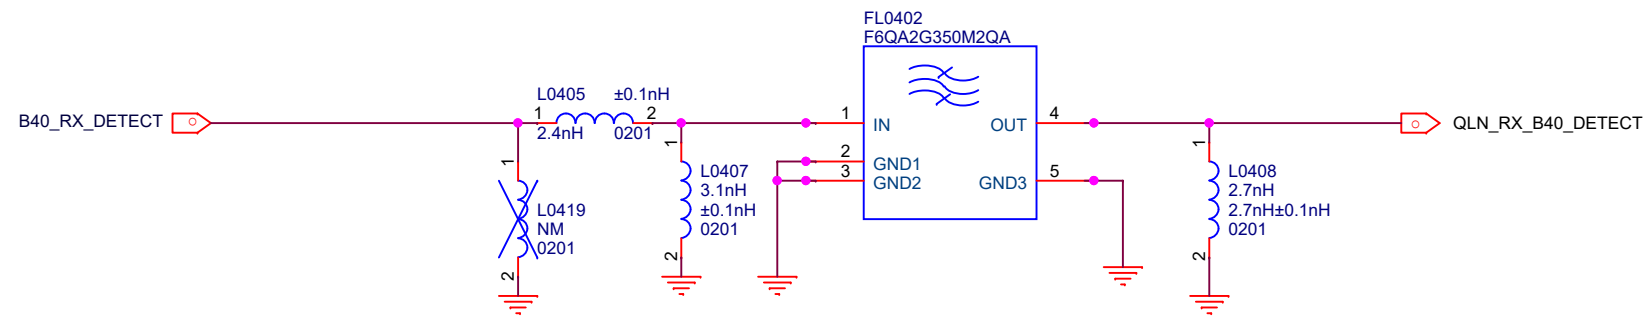 FL0402
F6QA2G350M2QA
B40_RX_DETECT
L0405 ±0.1nH
1 2
2.4nH 0201
1 IN
OUT 4
QLN_RX_B40_DETECT
2 GND1
3 GND2
GND3 5
1
L0419
NM
0201
2
1
L0407
3.1nH
±0.1nH
0201
2
1
L0408
2.7nH
2.7nH±0.1nH
0201
2